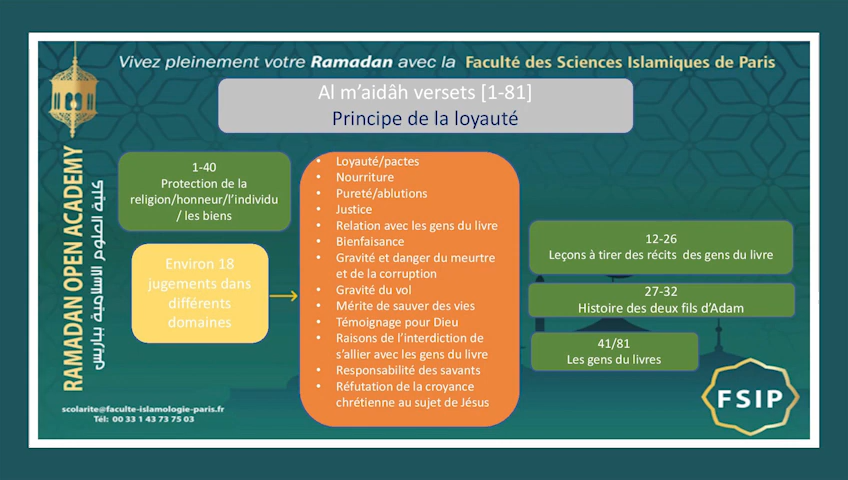 Vivez pleinement votre Ramadan avec la Faculté des Sciences Islamiques de Paris
Al m’aidâh versets [1-81]
Principe de la loyauté
RAMADAN OPEN ACADEMY
كلية العلوم الاسلامية بباريس
1-40
Protection de la
religion/honneur/l’individu
/ les biens
Environ 18
jugements dans
différents
domaines
• Loyauté/pactes
• Nourriture
• Pureté/ablutions
• Justice
• Relation avec les gens du livre
• Bienfaisance
• Gravité et danger du meurtre
et de la corruption
• Gravité du vol
• Mérite de sauver des vies
• Témoignage pour Dieu
• Raisons de l’interdiction de
s’allier avec les gens du livre
• Responsabilité des savants
• Réfutation de la croyance
chrétienne au sujet de Jésus
12-26
Leçons à tirer des récits des gens du livre
27-32
Histoire des deux fils d’Adam
41/81
Les gens du livres
scolarite@faculte-islamologie-paris.fr
Tél: 00 33 1 43 73 75 03
FSIP